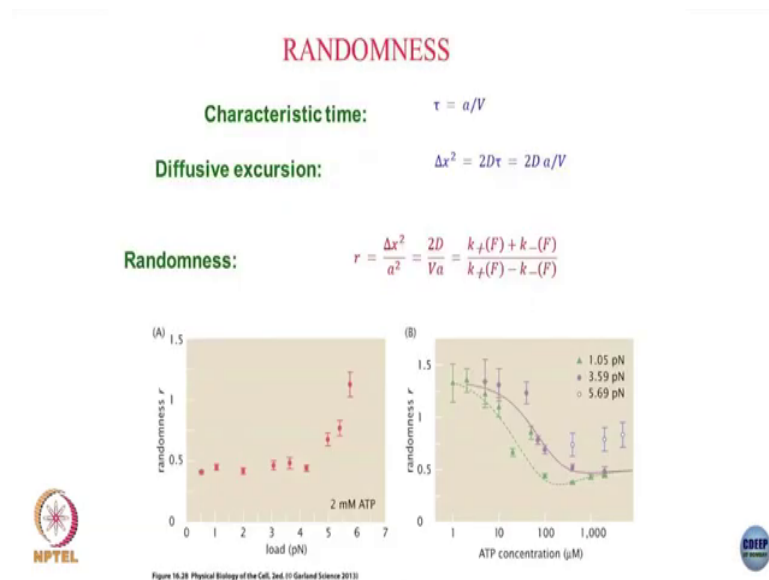 RANDOMNESS
Characteristic time: τ = a/V
Diffusive excursion: Δx² = 2Dτ = 2D a/V
Randomness: r = Δx²/a² = 2D/Va = k₊(F) + k₋(F)/k₊(F) − k₋(F)
(A)
1.5
1
0.5
0
randomness r
2 mM ATP
0 1 2 3 4 5 6 7
load (pN)
(B)
1.5
1
0.5
0
randomness r
1.05 pN
3.59 pN
5.69 pN
1 10 100 1,000
ATP concentration (μM)
NPTEL
CDEEP
IIT BOMBAY
Figure 16.28 Physical Biology of the Cell, 2ed. (© Garland Science 2013)